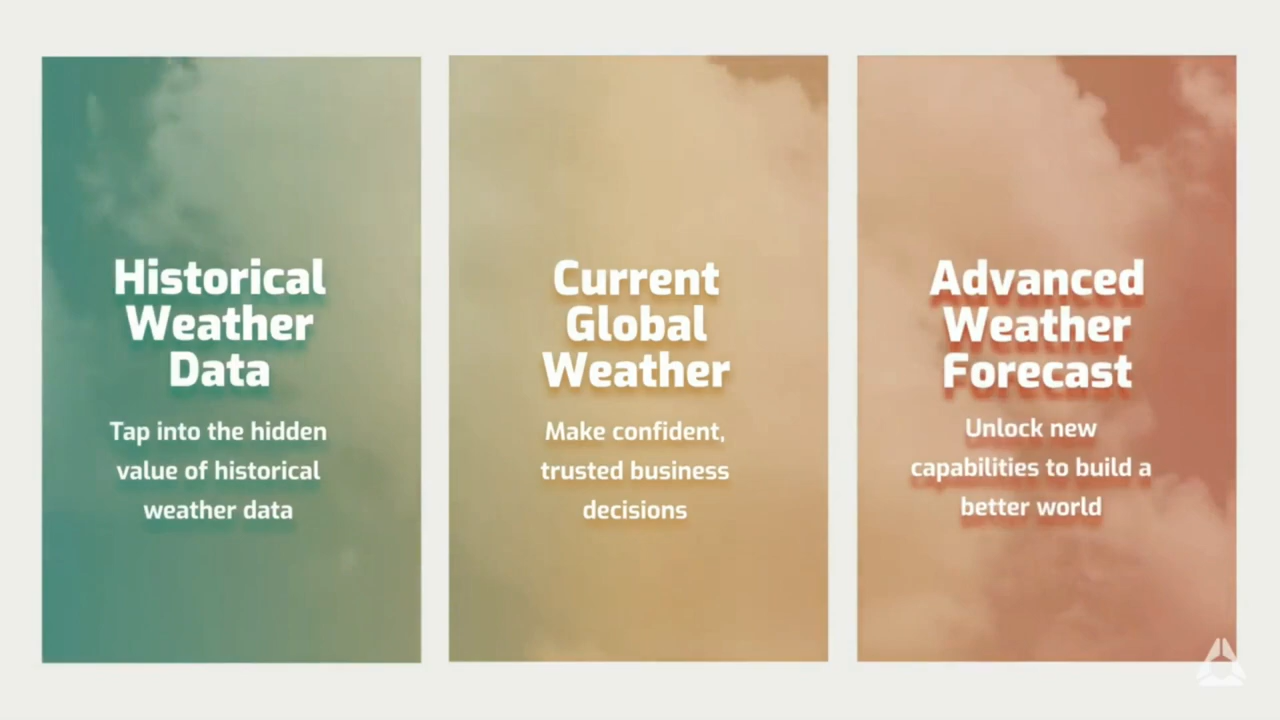 Historical
Weather
Data
Tap into the hidden
value of historical
weather data
Current
Global
Weather
Make confident,
trusted business
decisions
Advanced
Weather
Forecast
Unlock new
capabilities to build a
better world